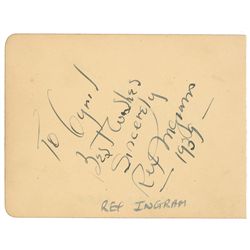 To Cyril
Best Wishes
Sincerely
Rex Ingram
1939
REX INGRAM